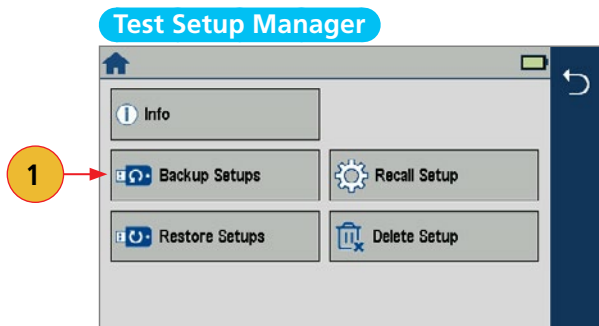 Test Setup Manager
Info
1
Backup Setups
Recall Setup
Restore Setups
Delete Setup